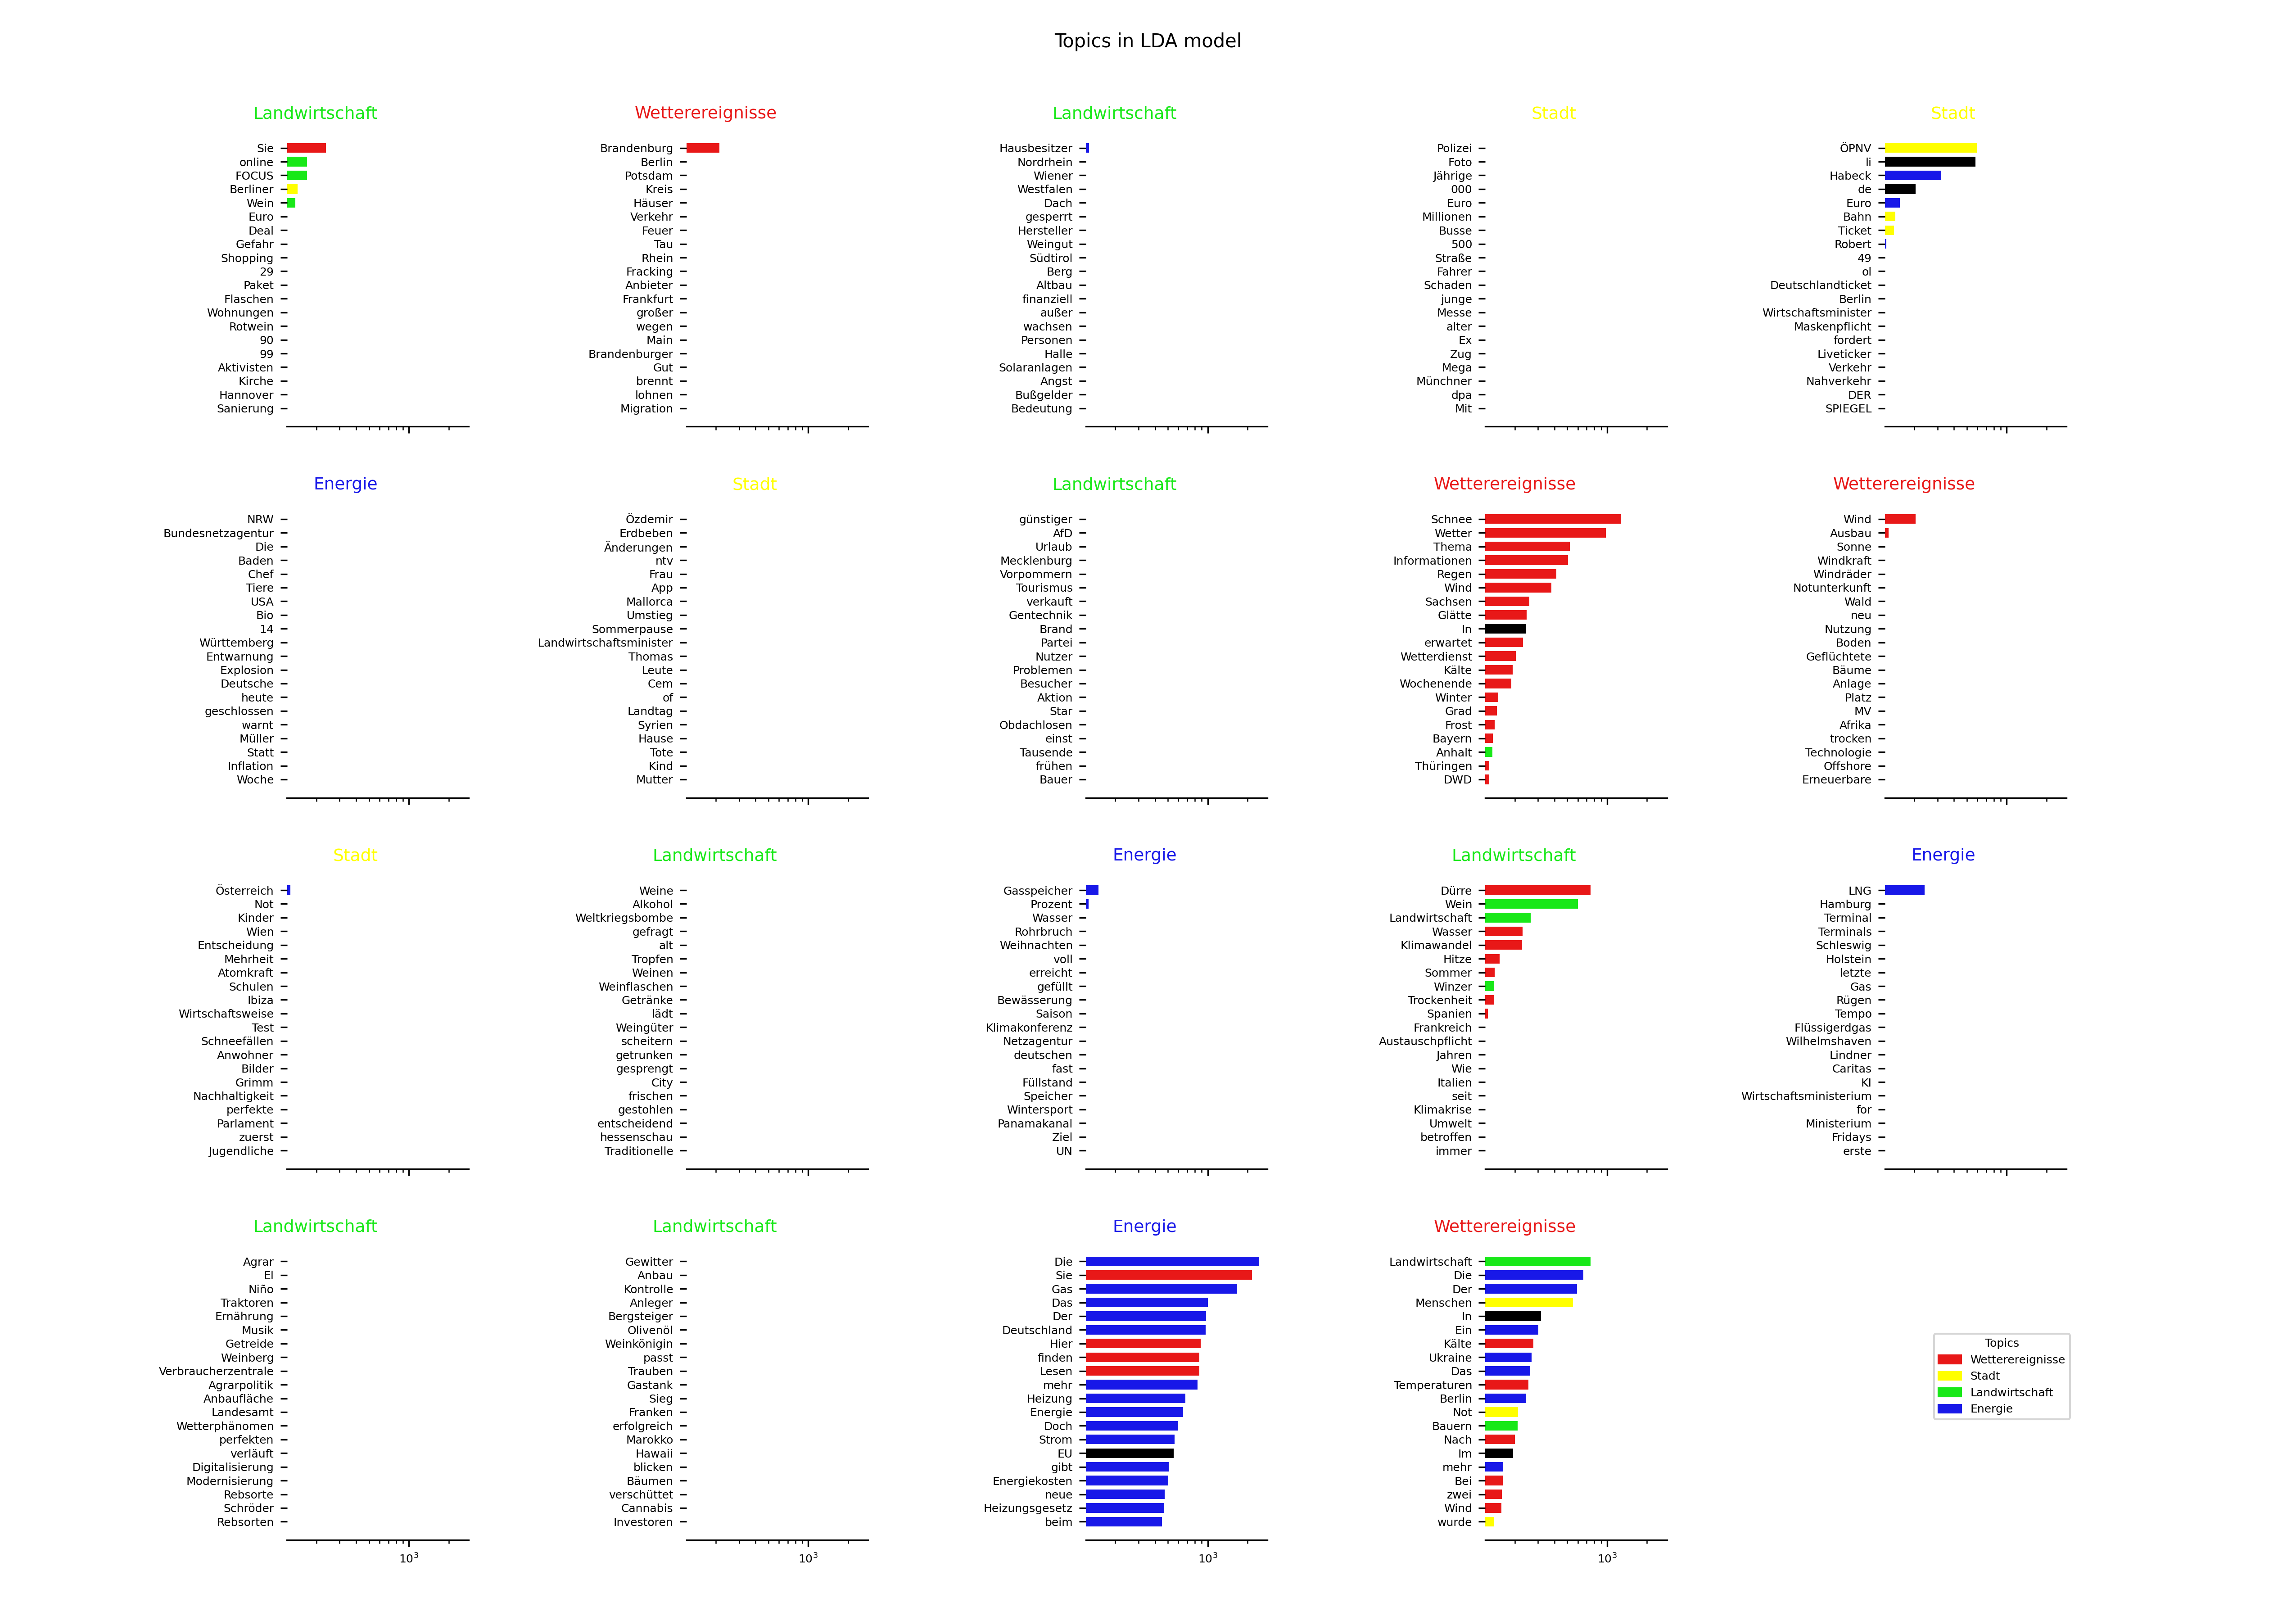 Topics in LDA model
Landwirtschaft
Sie
online
FOCUS
Berliner
Wein
Euro
Deal
Gefahr
Shopping
29
Paket
Flaschen
Wohnungen
Rotwein
90
99
Aktivisten
Kirche
Hannover
Sanierung
Wetterereignisse
Brandenburg
Berlin
Potsdam
Kreis
Häuser
Verkehr
Feuer
Tau
Rhein
Fracking
Anbieter
Frankfurt
großer
wegen
Main
Brandenburger
Gut
brennt
lohnen
Migration
Landwirtschaft
Hausbesitzer
Nordrhein
Wiener
Westfalen
Dach
gesperrt
Hersteller
Weingut
Südtirol
Berg
Altbau
finanziell
außer
wachsen
Personen
Halle
Solaranlagen
Angst
Bußgelder
Bedeutung
Stadt
Polizei
Foto
Jährige
000
Euro
Millionen
Busse
500
Straße
Fahrer
Schaden
junge
Messe
alter
Ex
Zug
Mega
Münchner
dpa
Mit
Stadt
ÖPNV
li
Habeck
de
Euro
Bahn
Ticket
Robert
49
ol
Deutschlandticket
Berlin
Wirtschaftsminister
Maskenpflicht
fordert
Liveticker
Verkehr
Nahverkehr
DER
SPIEGEL
Energie
NRW
Bundesnetzagentur
Die
Baden
Chef
Tiere
USA
Bio
14
Württemberg
Entwarnung
Explosion
Deutsche
heute
geschlossen
warnt
Müller
Statt
Inflation
Woche
Stadt
Özdemir
Erdbeben
Änderungen
ntv
Frau
App
Mallorca
Umstieg
Sommerpause
Landwirtschaftsminister
Thomas
Leute
Cem
of
Landtag
Syrien
Hause
Tote
Kind
Mutter
Landwirtschaft
günstiger
AfD
Urlaub
Mecklenburg
Vorpommern
Tourismus
verkauft
Gentechnik
Brand
Partei
Nutzer
Problemen
Besucher
Aktion
Star
Obdachlosen
einst
Tausende
frühen
Bauer
Wetterereignisse
Schnee
Wetter
Thema
Informationen
Regen
Wind
Sachsen
Glätte
In
erwartet
Wetterdienst
Kälte
Wochenende
Winter
Grad
Frost
Bayern
Anhalt
Thüringen
DWD
Wetterereignisse
Wind
Ausbau
Sonne
Windkraft
Windräder
Notunterkunft
Wald
neu
Nutzung
Boden
Geflüchtete
Bäume
Anlage
Platz
MV
Afrika
trocken
Technologie
Offshore
Erneuerbare
Stadt
Österreich
Not
Kinder
Wien
Entscheidung
Mehrheit
Atomkraft
Schulen
Ibiza
Wirtschaftsweise
Test
Schneefällen
Anwohner
Bilder
Grimm
Nachhaltigkeit
perfekte
Parlament
zuerst
Jugendliche
Landwirtschaft
Weine
Alkohol
Weltkriegsbombe
gefragt
alt
Tropfen
Weinen
Weinflaschen
Getränke
lädt
Weingüter
scheitern
getrunken
gesprengt
City
frischen
gestohlen
entscheidend
hessenschau
Traditionelle
Energie
Gasspeicher
Prozent
Wasser
Rohrbruch
Weihnachten
voll
erreicht
gefüllt
Bewässerung
Saison
Klimakonferenz
Netzagentur
deutschen
fast
Füllstand
Speicher
Wintersport
Panamakanal
Ziel
UN
Landwirtschaft
Dürre
Wein
Landwirtschaft
Wasser
Klimawandel
Hitze
Sommer
Winzer
Trockenheit
Spanien
Frankreich
Austauschpflicht
Jahren
Wie
Italien
seit
Klimakrise
Umwelt
betroffen
immer
Energie
LNG
Hamburg
Terminal
Terminals
Schleswig
Holstein
letzte
Gas
Rügen
Tempo
Flüssigerdgas
Wilhelmshaven
Lindner
Caritas
KI
Wirtschaftsministerium
for
Ministerium
Fridays
erste
Landwirtschaft
Agrar
El
Niño
Traktoren
Ernährung
Musik
Getreide
Weinberg
Verbraucherzentrale
Agrarpolitik
Anbaufläche
Landesamt
Wetterphänomen
perfekten
verläuft
Digitalisierung
Modernisierung
Rebsorte
Schröder
Rebsorten
10³
Landwirtschaft
Gewitter
Anbau
Kontrolle
Anleger
Bergsteiger
Olivenöl
Weinkönigin
passt
Trauben
Gastank
Sieg
Franken
erfolgreich
Marokko
Hawaii
blicken
Bäumen
verschüttet
Cannabis
Investoren
10³
Energie
Die
Sie
Gas
Das
Der
Deutschland
Hier
finden
Lesen
mehr
Heizung
Energie
Doch
Strom
EU
gibt
Energiekosten
neue
Heizungsgesetz
beim
10³
Wetterereignisse
Landwirtschaft
Die
Der
Menschen
In
Ein
Kälte
Ukraine
Das
Temperaturen
Berlin
Not
Bauern
Nach
Im
mehr
Bei
zwei
Wind
wurde
10³
Topics
Wetterereignisse
Stadt
Landwirtschaft
Energie